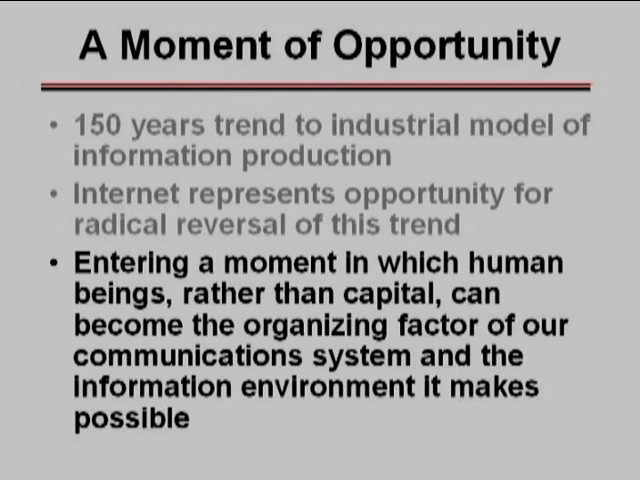 A Moment of Opportunity
• 150 years trend to industrial model of
information production
• Internet represents opportunity for
radical reversal of this trend
• Entering a moment in which human
beings, rather than capital, can
become the organizing factor of our
communications system and the
information environment it makes
possible